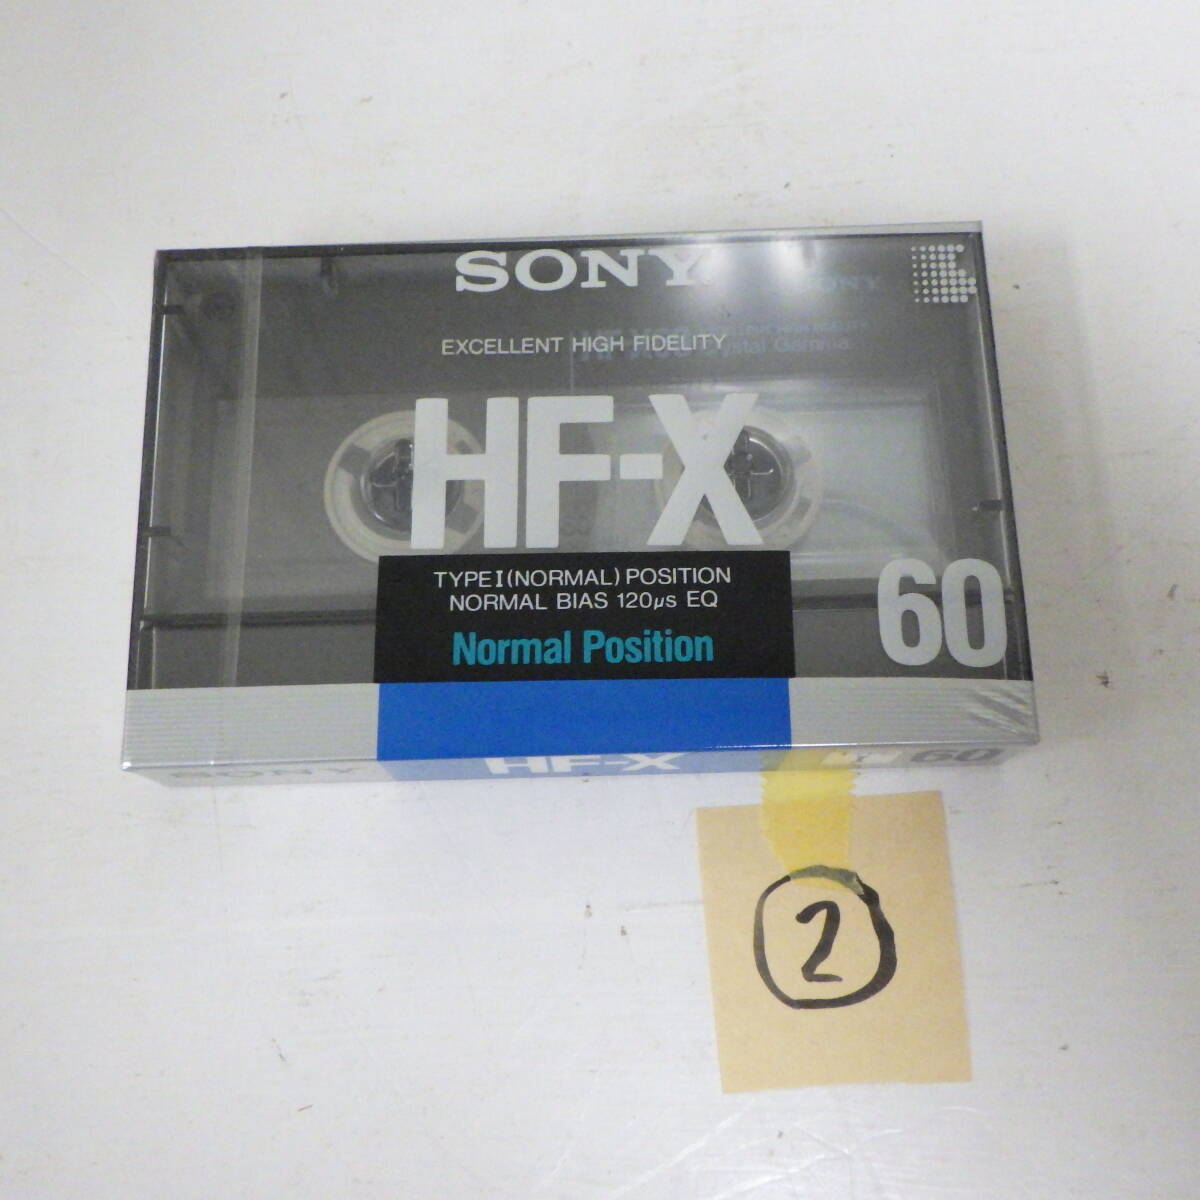 SONY
EXCELLENT HIGH FIDELITY
HF-X
TYPE I (NORMAL) POSITION
NORMAL BIAS 120μs EQ
Normal Position
60
SONY
HF-X
I
60
2